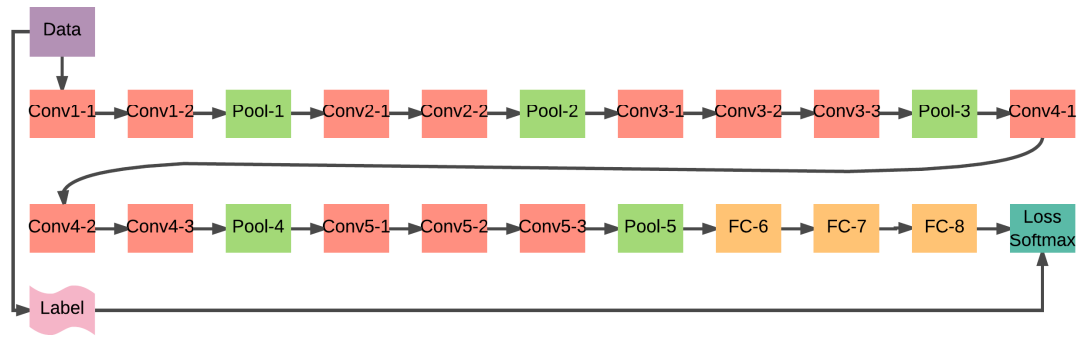 Data
Conv1-1 Conv1-2 Pool-1 Conv2-1 Conv2-2 Pool-2 Conv3-1 Conv3-2 Conv3-3 Pool-3 Conv4-1
Conv4-2 Conv4-3 Pool-4 Conv5-1 Conv5-2 Conv5-3 Pool-5 FC-6 FC-7 FC-8 Loss
Softmax
Label